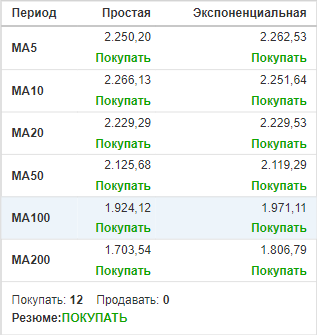 Период Простая Экспоненциальная
MA5 2.250,20 2.262,53
Покупать Покупать
MA10 2.266,13 2.251,64
Покупать Покупать
MA20 2.229,29 2.229,53
Покупать Покупать
MA50 2.125,68 2.119,29
Покупать Покупать
MA100 1.924,12 1.971,11
Покупать Покупать
MA200 1.703,54 1.806,79
Покупать Покупать
Покупать: 12 Продавать: 0
Резюме:ПОКУПАТЬ